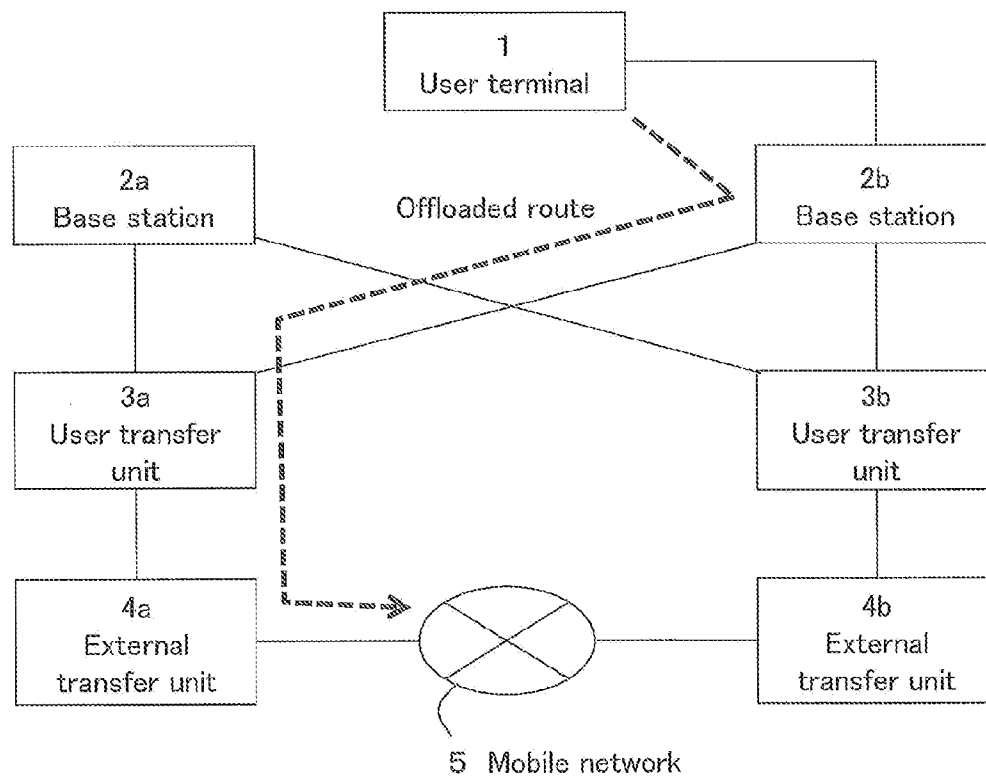 1
User terminal
2a
Base station
Offloaded route
2b
Base station
3a
User transfer
unit
3b
User transfer
unit
4a
External
transfer unit
4b
External
transfer unit
5 Mobile network